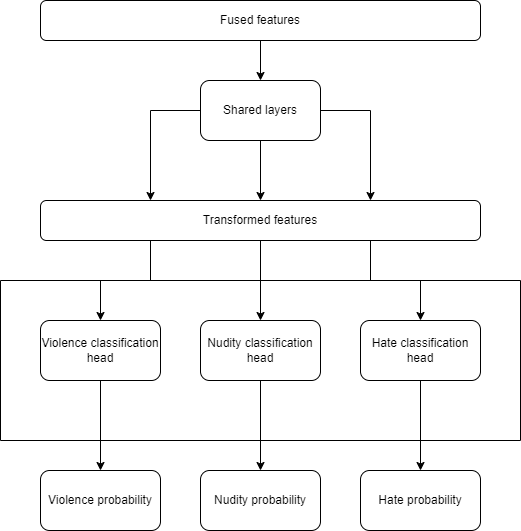 Fused features
Shared layers
Transformed features
Violence classification
head
Nudity classification
head
Hate classification
head
Violence probability
Nudity probability
Hate probability